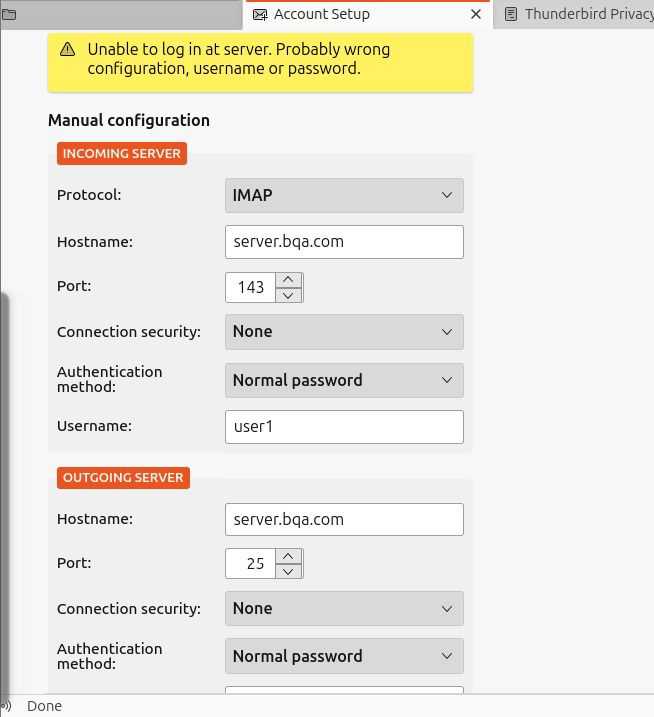 Account Setup
Thunderbird Privacy
Unable to log in at server. Probably wrong
configuration, username or password.
Manual configuration
INCOMING SERVER
Protocol: IMAP
Hostname: server.bqa.com
Port: 143
Connection security: None
Authentication
method: Normal password
Username: user1
OUTGOING SERVER
Hostname: server.bqa.com
Port: 25
Connection security: None
Authentication
method: Normal password
Done